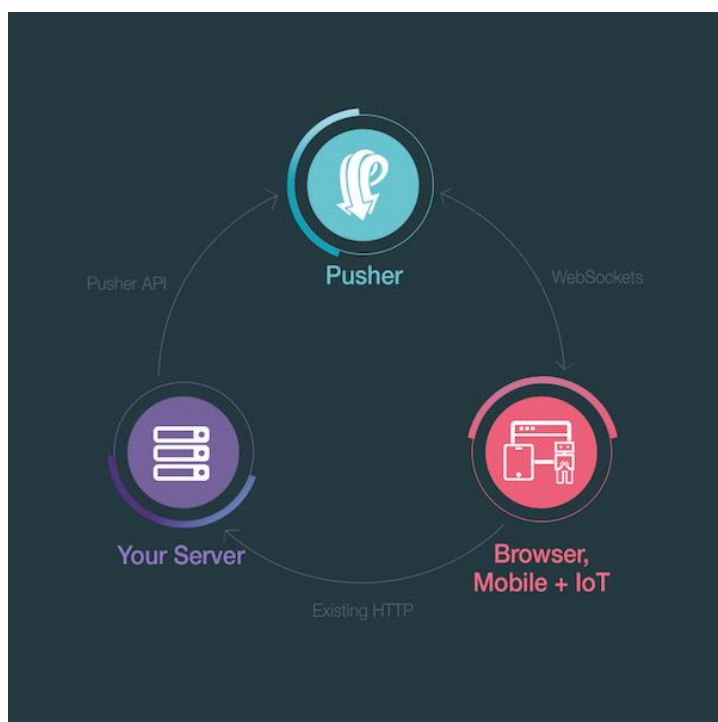 Pusher
Pusher API
WebSockets
Your Server
Browser,
Mobile + IoT
Existing HTTP